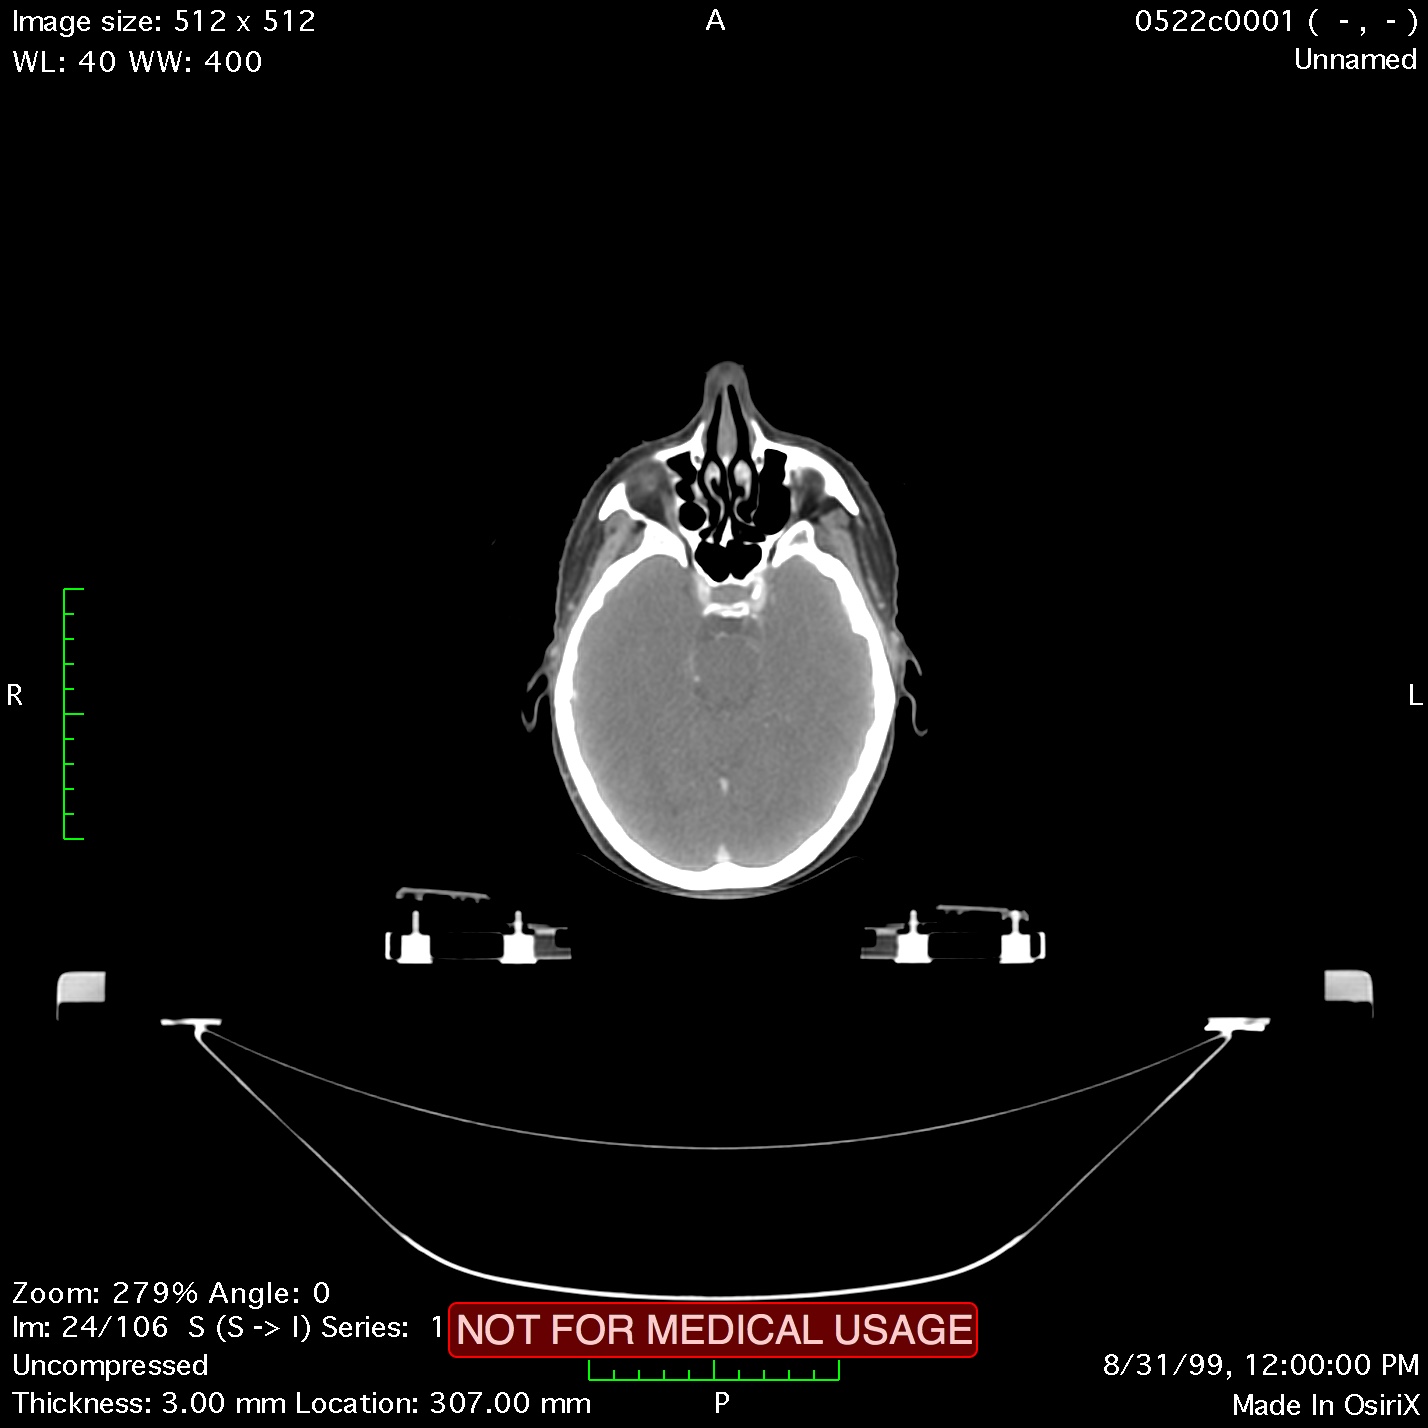 Image size: 512 x 512
WL: 40 WW: 400
A
0522c0001 ( -, -)
Unnamed
R
L
Zoom: 279% Angle: 0
Im: 24/106 S (S -> I) Series: 1
Uncompressed
Thickness: 3.00 mm Location: 307.00 mm
NOT FOR MEDICAL USAGE
P
8/31/99, 12:00:00 PM
Made In OsiriX